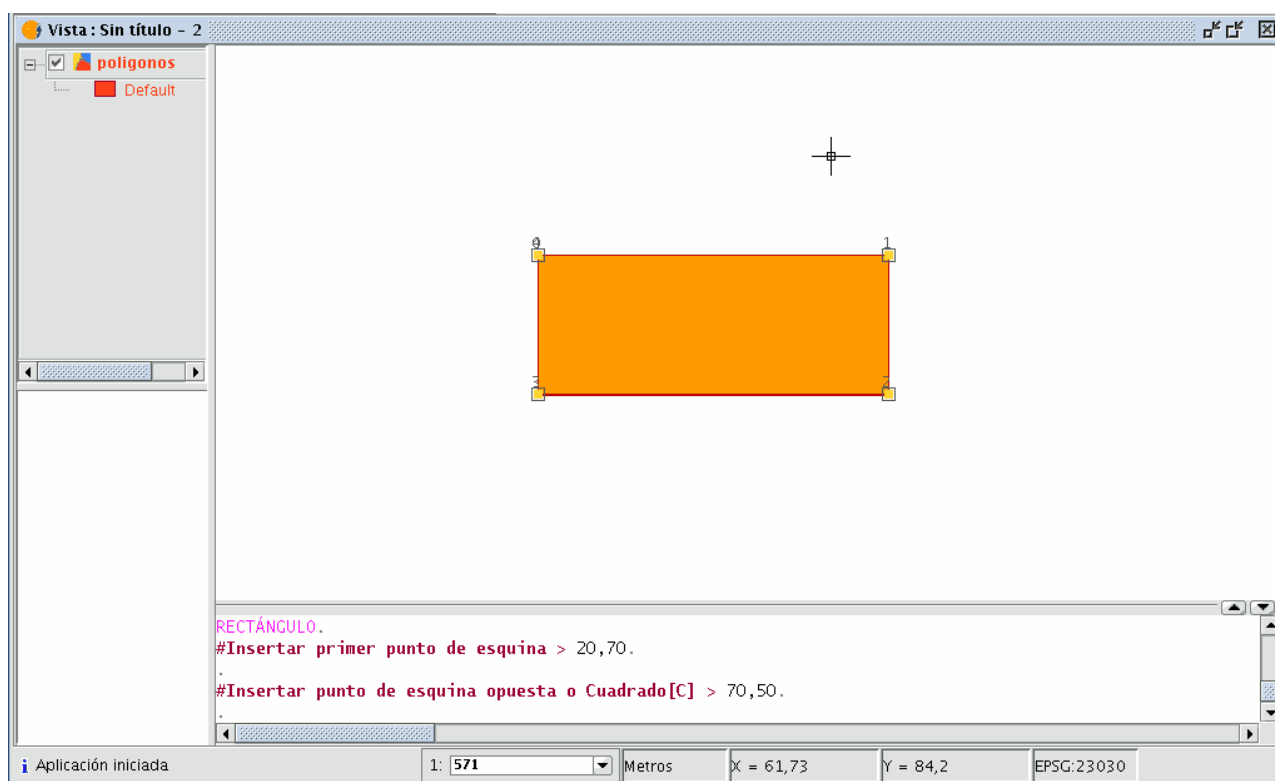 Vista : Sin título - 2
poligonos
Default
1
RECTÁNGULO.
#Insertar primer punto de esquina > 20,70.
.
#Insertar punto de esquina opuesta o Cuadrado[C] > 70,50.
.
Aplicación iniciada
1: 571
Metros
X = 61,73
Y = 84,2
EPSG:23030